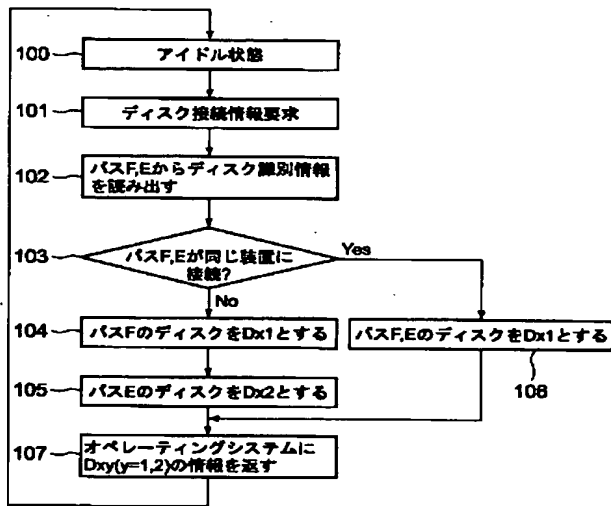 100
アイドル状態
101
ディスク接続情報要求
102
パスF,Eからディスク識別情報
を読み出す
103
パスF,Eが同じ装置に
接続?
Yes
No
104
パスFのディスクをDx1とする
パスF,EのディスクをDx1とする
106
105
パスEのディスクをDx2とする
107
オペレーティングシステムに
Dxy(y=1,2)の情報を返す